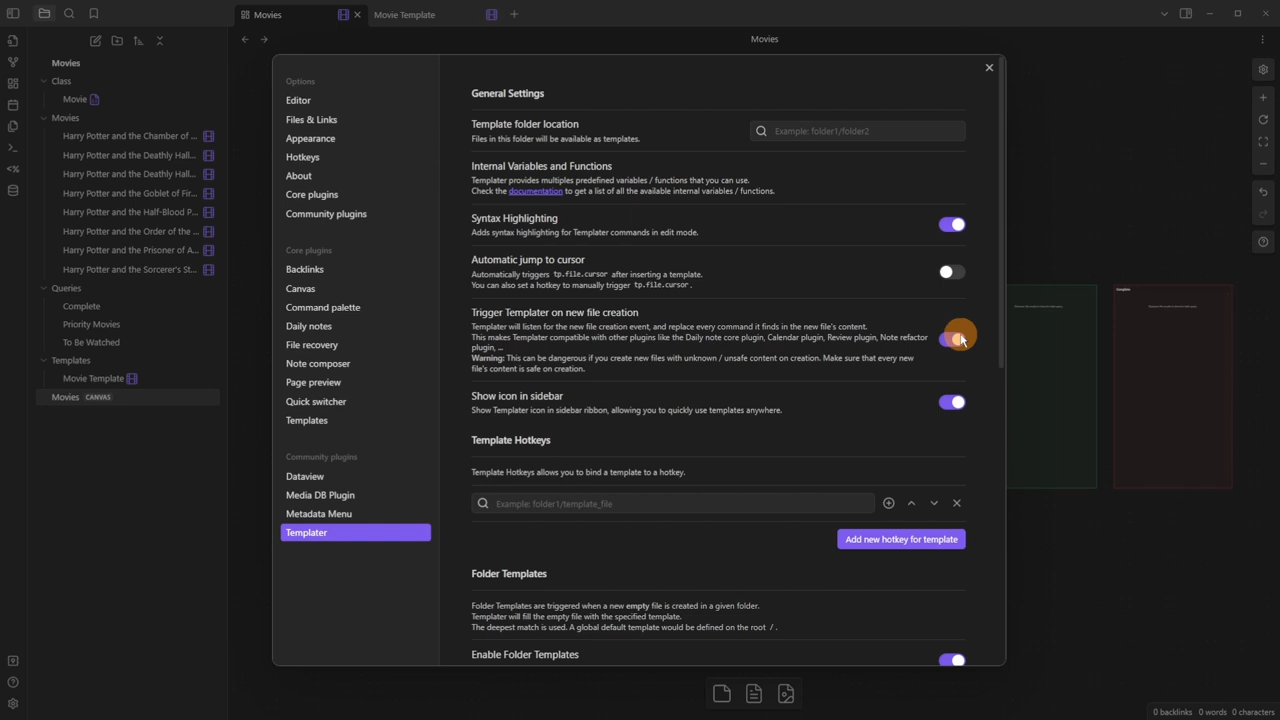 Movies
Movie Template
Movies
Movies
Class
Movie
Movies
Harry Potter and the Chamber of ...
Harry Potter and the Deathly Hall...
Harry Potter and the Deathly Hall...
Harry Potter and the Goblet of Fir...
Harry Potter and the Half-Blood P...
Harry Potter and the Order of the ...
Harry Potter and the Prisoner of A...
Harry Potter and the Sorcerer's St...
Queries
Complete
Priority Movies
To Be Watched
Templates
Movie Template
Movies CANVAS
Options
Editor
Files & Links
Appearance
Hotkeys
About
Core plugins
Community plugins
Core plugins
Backlinks
Canvas
Command palette
Daily notes
File recovery
Note composer
Page preview
Quick switcher
Templates
Community plugins
Dataview
Media DB Plugin
Metadata Menu
Templater
General Settings
Template folder location
Files in this folder will be available as templates.
Example: folder1/folder2
Internal Variables and Functions
Templater provides multiples predefined variables / functions that you can use.
Check the documentation to get a list of all the available internal variables / functions.
Syntax Highlighting
Adds syntax highlighting for Templater commands in edit mode.
Automatic jump to cursor
Automatically triggers tp.file.cursor after inserting a template.
You can also set a hotkey to manually trigger tp.file.cursor.
Trigger Templater on new file creation
Templater will listen for the new file creation event, and replace every command it finds in the new file's content.
This makes Templater compatible with other plugins like the Daily note core plugin, Calendar plugin, Review plugin, Note refactor
plugin, ...
Warning: This can be dangerous if you create new files with unknown / unsafe content on creation. Make sure that every new
file's content is safe on creation.
Show icon in sidebar
Show Templater icon in sidebar ribbon, allowing you to quickly use templates anywhere.
Template Hotkeys
Template Hotkeys allows you to bind a template to a hotkey.
Example: folder1/template_file
Add new hotkey for template
Folder Templates
Folder Templates are triggered when a new empty file is created in a given folder.
Templater will fill the empty file with the specified template.
The deepest match is used. A global default template would be defined on the root /.
Enable Folder Templates
Complete
0 backlinks 0 words 0 characters